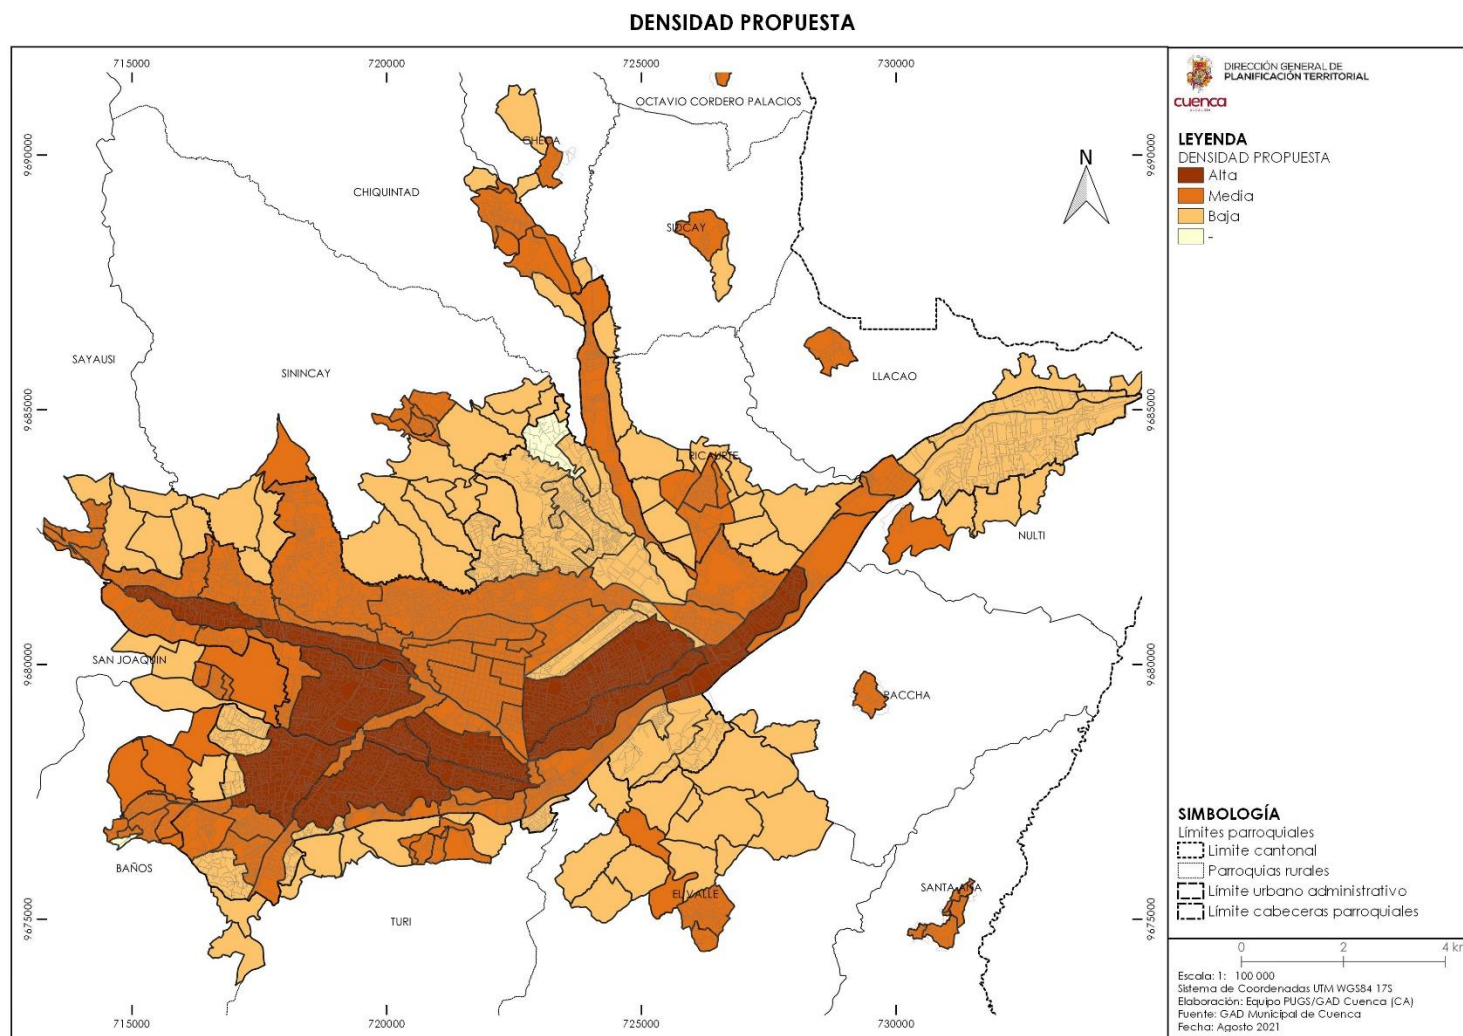 DENSIDAD PROPUESTA
715000
720000
725000
730000
DIRECCIÓN GENERAL DE
PLANIFICACIÓN TERRITORIAL
cuenca
LEYENDA
DENSIDAD PROPUESTA
Alta
Media
Baja
-
N
OCTAVIO CORDERO PALACIOS
CHECA
CHIQUINTAD
SIDCAY
SAYAUSI
SININCAY
LLACAO
RICAURTE
NULTI
SAN JOAQUIN
PACCHA
BAÑOS
TURI
EL VALLE
SANTA ANA
9690000
9685000
9680000
9675000
9690000
9685000
9680000
9675000
715000
720000
725000
730000
SIMBOLOGÍA
Límites parroquiales
Límite cantonal
Parroquias rurales
Límite urbano administrativo
Límite cabeceras parroquiales
0 2 4 km
Escala: 1: 100 000
Sistema de Coordenadas UTM WGS84 17S
Elaboración: Equipo PUGS/GAD Cuenca (CA)
Fuente: GAD Municipal de Cuenca
Fecha: Agosto 2021